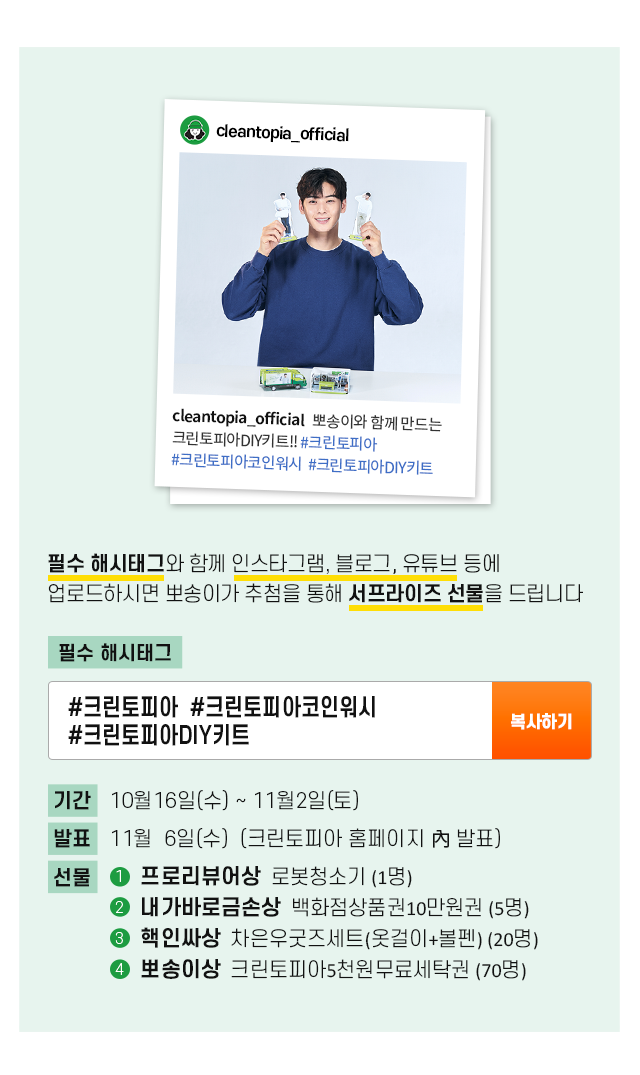 cleantopia_official
cleantopia_official 뽀송이와 함께 만드는
크린토피아DIY키트!! #크린토피아
#크린토피아코인워시 #크린토피아DIY키트
필수 해시태그와 함께 인스타그램, 블로그, 유튜브 등에
업로드하시면 뽀송이가 추첨을 통해 서프라이즈 선물을 드립니다
필수 해시태그
#크린토피아 #크린토피아코인워시
#크린토피아DIY키트
복사하기
기간 10월16일(수) ~ 11월2일(토)
발표 11월 6일(수) (크린토피아 홈페이지 內 발표)
선물 1 프로리뷰어상 로봇청소기 (1명)
2 내가바로금손상 백화점상품권10만원권 (5명)
3 핵인싸상 차은우굿즈세트(옷걸이+볼펜) (20명)
4 뽀송이상 크린토피아5천원무료세탁권 (70명)